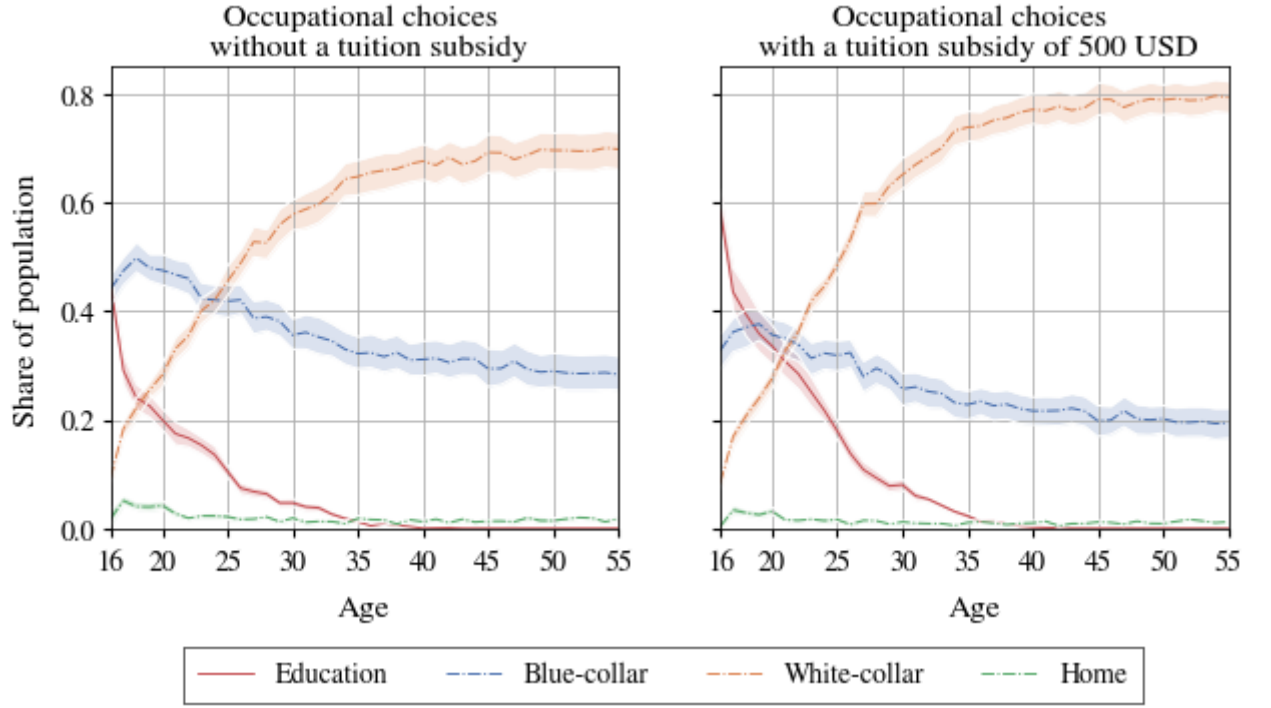 Occupational choices
without a tuition subsidy
Occupational choices
with a tuition subsidy of 500 USD
Share of population
0.8
0.6
0.4
0.2
0.0
16 20 25 30 35 40 45 50 55
16 20 25 30 35 40 45 50 55
Age
Age
Education Blue-collar White-collar Home